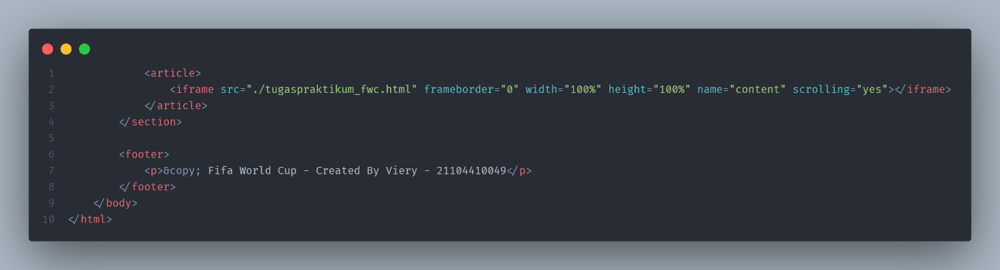 1 <article>
2 <iframe src="./tugaspraktikum_fwc.html" frameborder="0" width="100%" height="100%" name="content" scrolling="yes"></iframe>
3 </article>
4 </section>
5
6 <footer>
7 <p>&copy; Fifa World Cup - Created By Viery - 21104410049</p>
8 </footer>
9 </body>
10 </html>